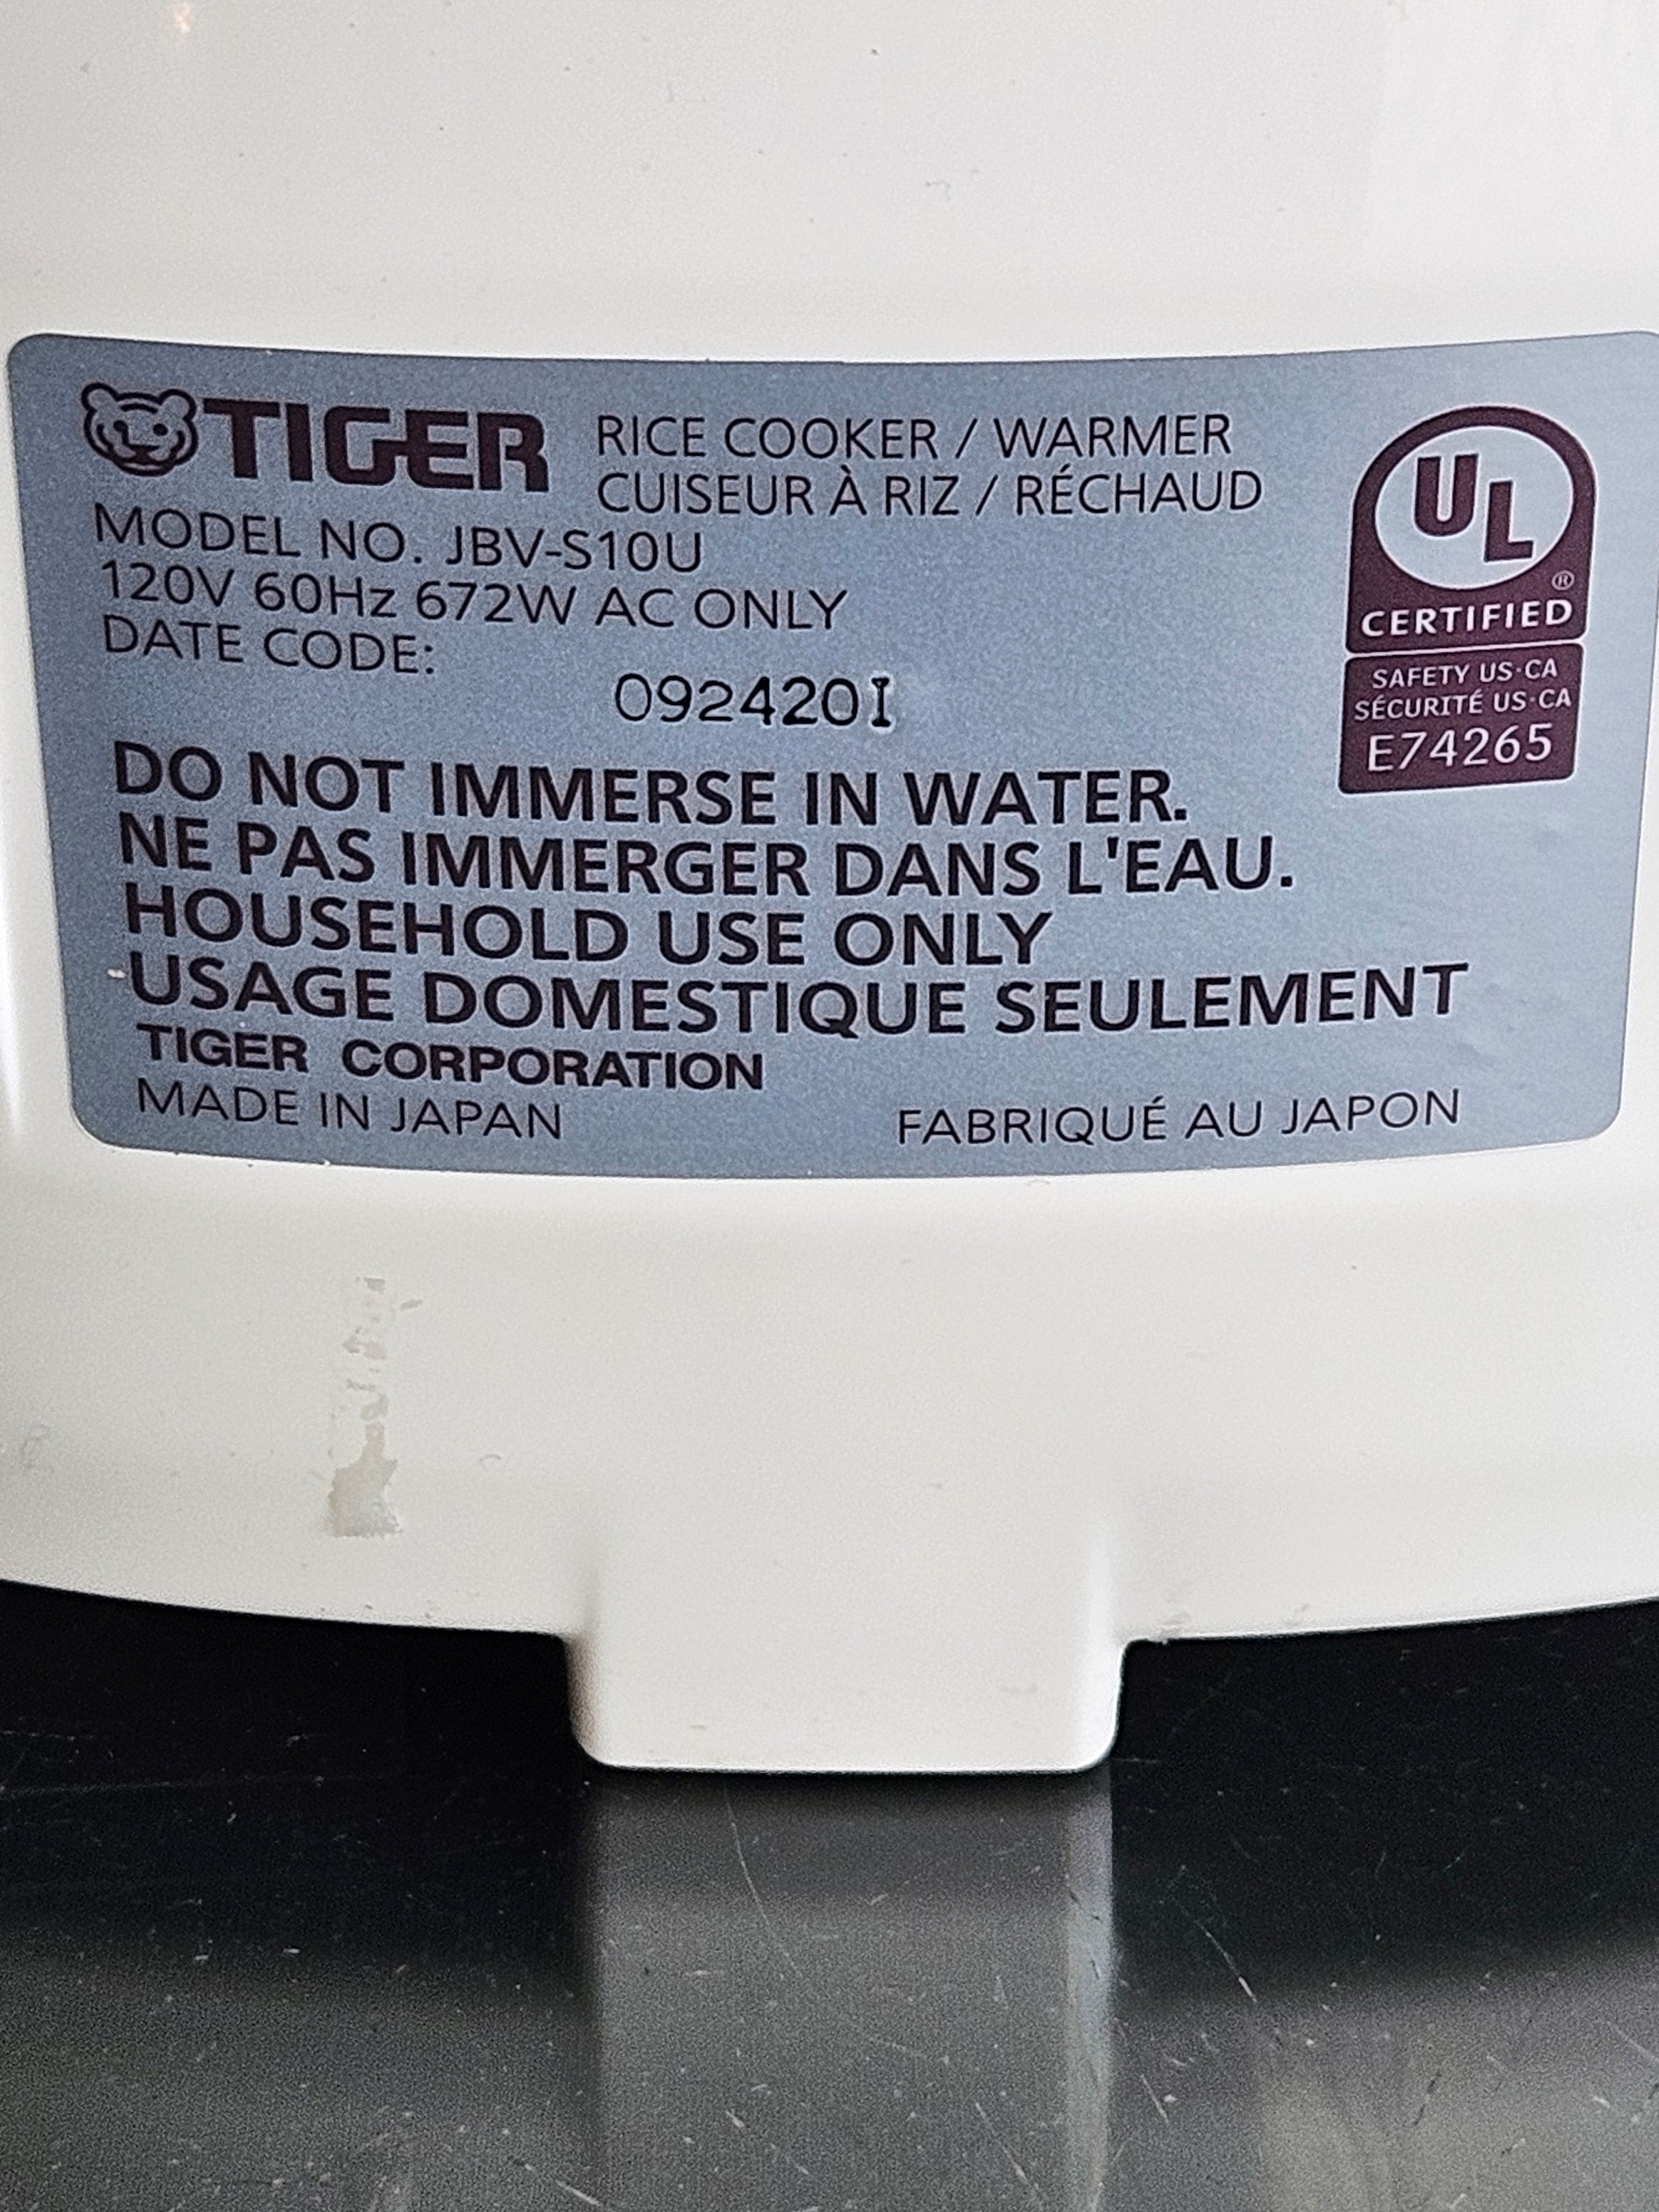 TIGER
RICE COOKER / WARMER
CUISEUR À RIZ / RÉCHAUD
MODEL NO. JBV-S10U
120V 60Hz 672W AC ONLY
DATE CODE:
092420I
DO NOT IMMERSE IN WATER.
NE PAS IMMERGER DANS L'EAU.
HOUSEHOLD USE ONLY
USAGE DOMESTIQUE SEULEMENT
TIGER CORPORATION
MADE IN JAPAN FABRIQUÉ AU JAPON
UL ®
CERTIFIED
SAFETY US·CA
SÉCURITÉ US·CA
E74265